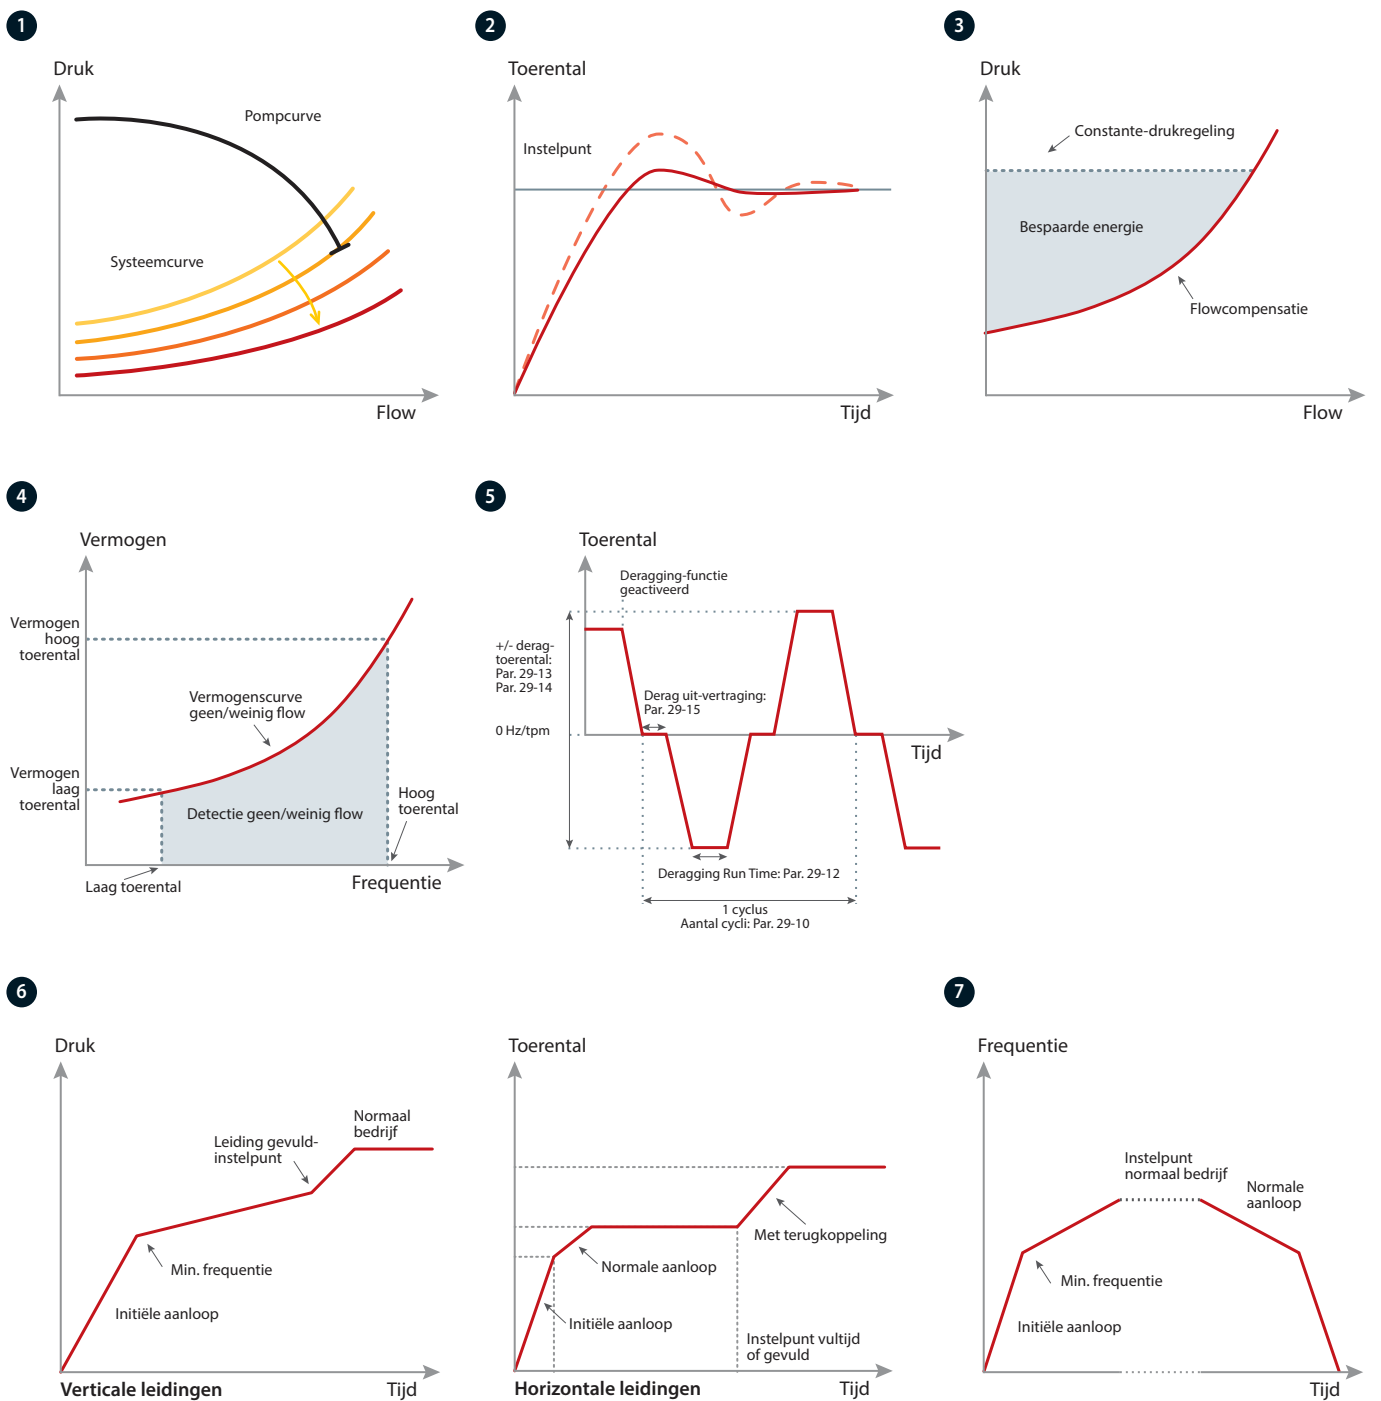 1
Druk
Pompcurve
Systeemcurve
Flow
2
Toerental
Instelpunt
Tijd
3
Druk
Constante-drukregeling
Bespaarde energie
Flowcompensatie
Flow
4
Vermogen
Vermogen
hoog
toerental
Vermogenscurve
geen/weinig flow
Vermogen
laag
toerental
Detectie geen/weinig flow
Hoog
toerental
Laag toerental
Frequentie
5
Toerental
Deragging-functie
geactiveerd
+/- derag-
toerental:
Par. 29-13
Par. 29-14
Derag uit-vertraging:
Par. 29-15
0 Hz/tpm
Tijd
Deragging Run Time: Par. 29-12
1 cyclus
Aantal cycli: Par. 29-10
6
Druk
Normaal
bedrijf
Leiding gevuld-
instelpunt
Min. frequentie
Initiële aanloop
Verticale leidingen
Tijd
Toerental
Met terugkoppeling
Normale aanloop
Initiële aanloop
Instelpunt vultijd
of gevuld
Horizontale leidingen
Tijd
7
Frequentie
Instelpunt
normaal bedrijf
Normale
aanloop
Min. frequentie
Initiële aanloop
Tijd